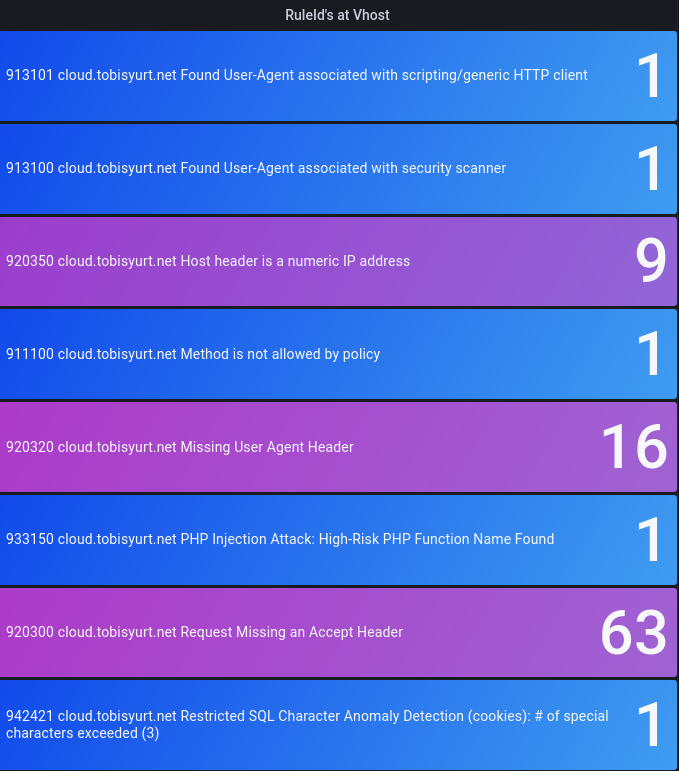 RuleId's at Vhost
913101 cloud.tobisyurt.net Found User-Agent associated with scripting/generic HTTP client 1
913100 cloud.tobisyurt.net Found User-Agent associated with security scanner 1
920350 cloud.tobisyurt.net Host header is a numeric IP address 9
911100 cloud.tobisyurt.net Method is not allowed by policy 1
920320 cloud.tobisyurt.net Missing User Agent Header 16
933150 cloud.tobisyurt.net PHP Injection Attack: High-Risk PHP Function Name Found 1
920300 cloud.tobisyurt.net Request Missing an Accept Header 63
942421 cloud.tobisyurt.net Restricted SQL Character Anomaly Detection (cookies): # of special
characters exceeded (3) 1